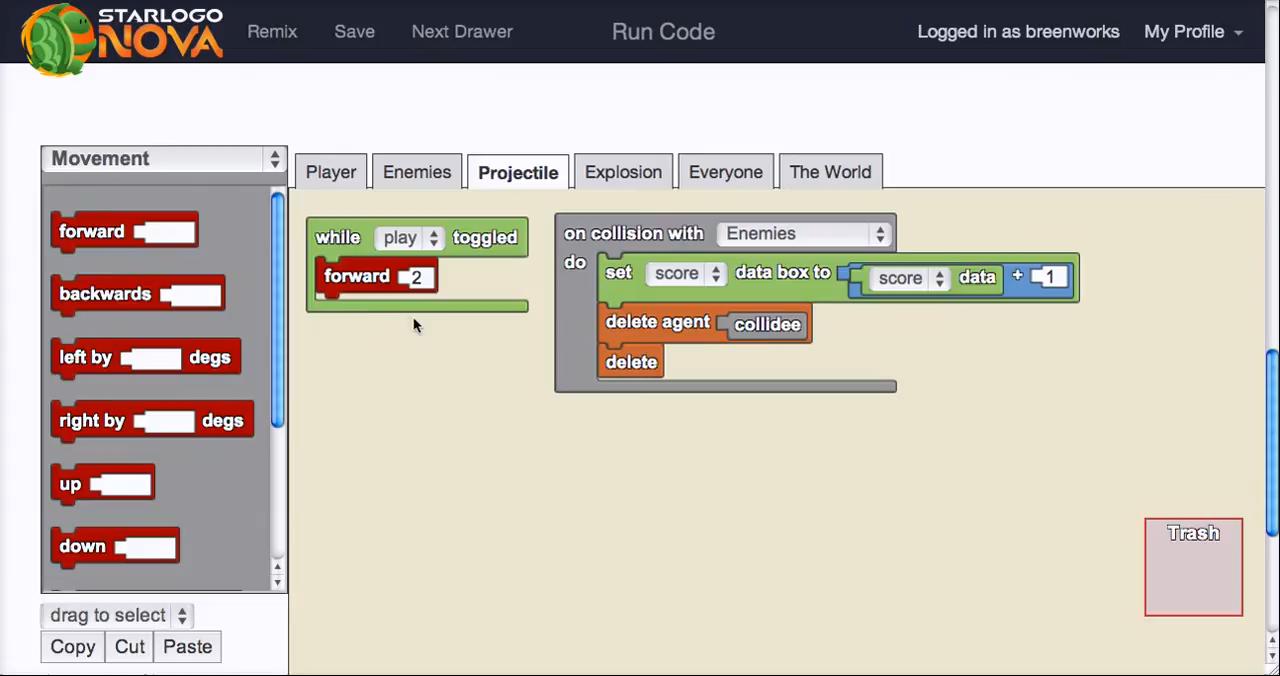 STARLOGO
NOVA
Remix Save Next Drawer Run Code Logged in as breenworks My Profile
Movement
Player Enemies Projectile Explosion Everyone The World
forward
backwards
left by degs
right by degs
up
down
while play toggled
forward 2
on collision with Enemies
do set score data box to score data + 1
delete agent collidee
delete
Trash
drag to select
Copy Cut Paste